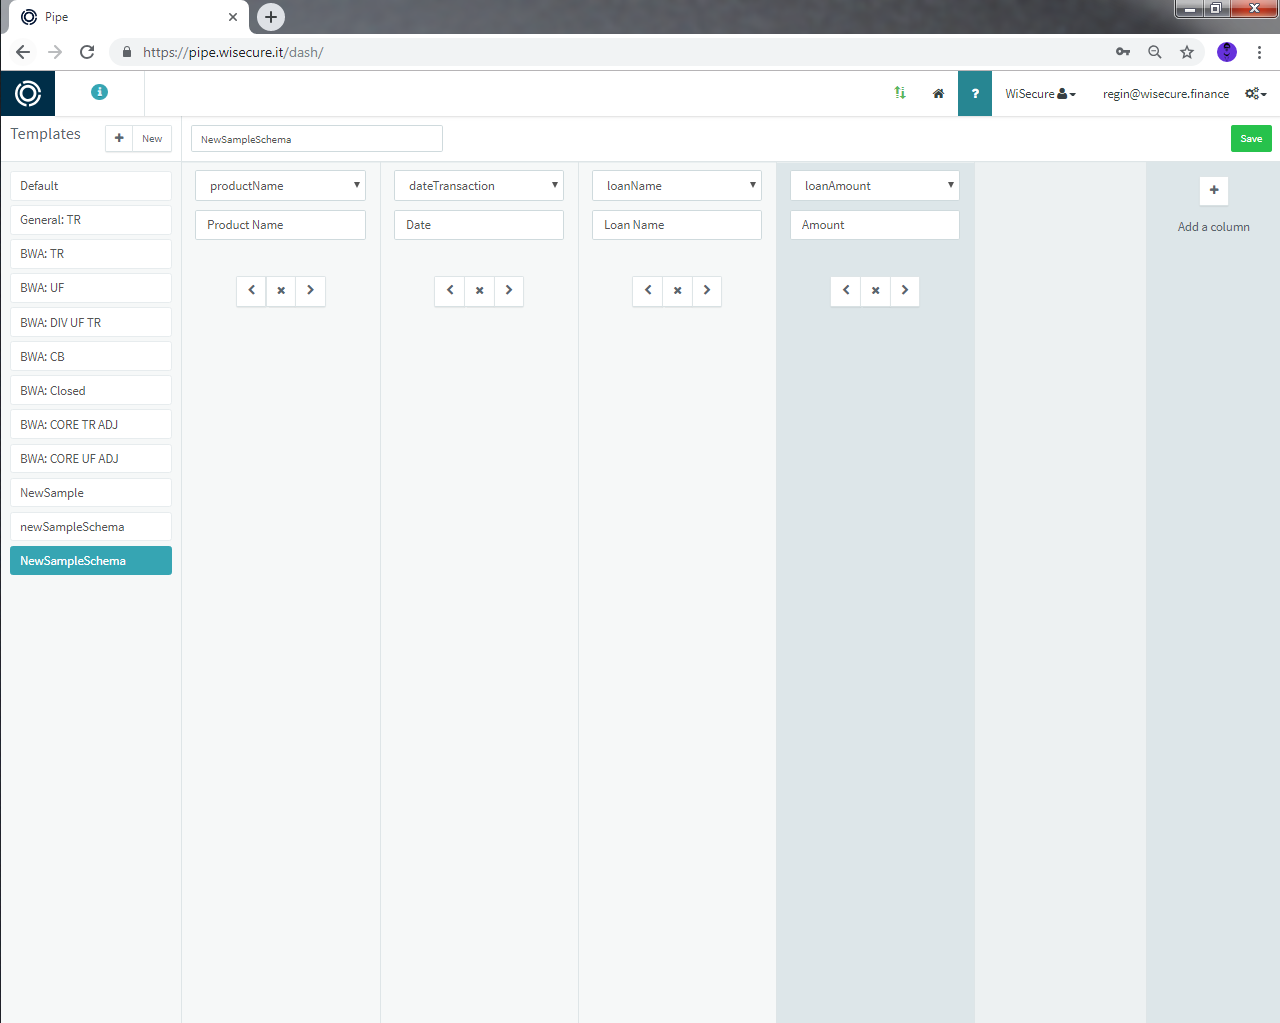 Pipe
https://pipe.wisecure.it/dash/
WiSecure
regin@wisecure.finance
Templates
New
NewSampleSchema
Save
Default
General: TR
BWA: TR
BWA: UF
BWA: DIV UF TR
BWA: CB
BWA: Closed
BWA: CORE TR ADJ
BWA: CORE UF ADJ
NewSample
newSampleSchema
NewSampleSchema
productName
Product Name
dateTransaction
Date
loanName
Loan Name
loanAmount
Amount
Add a column